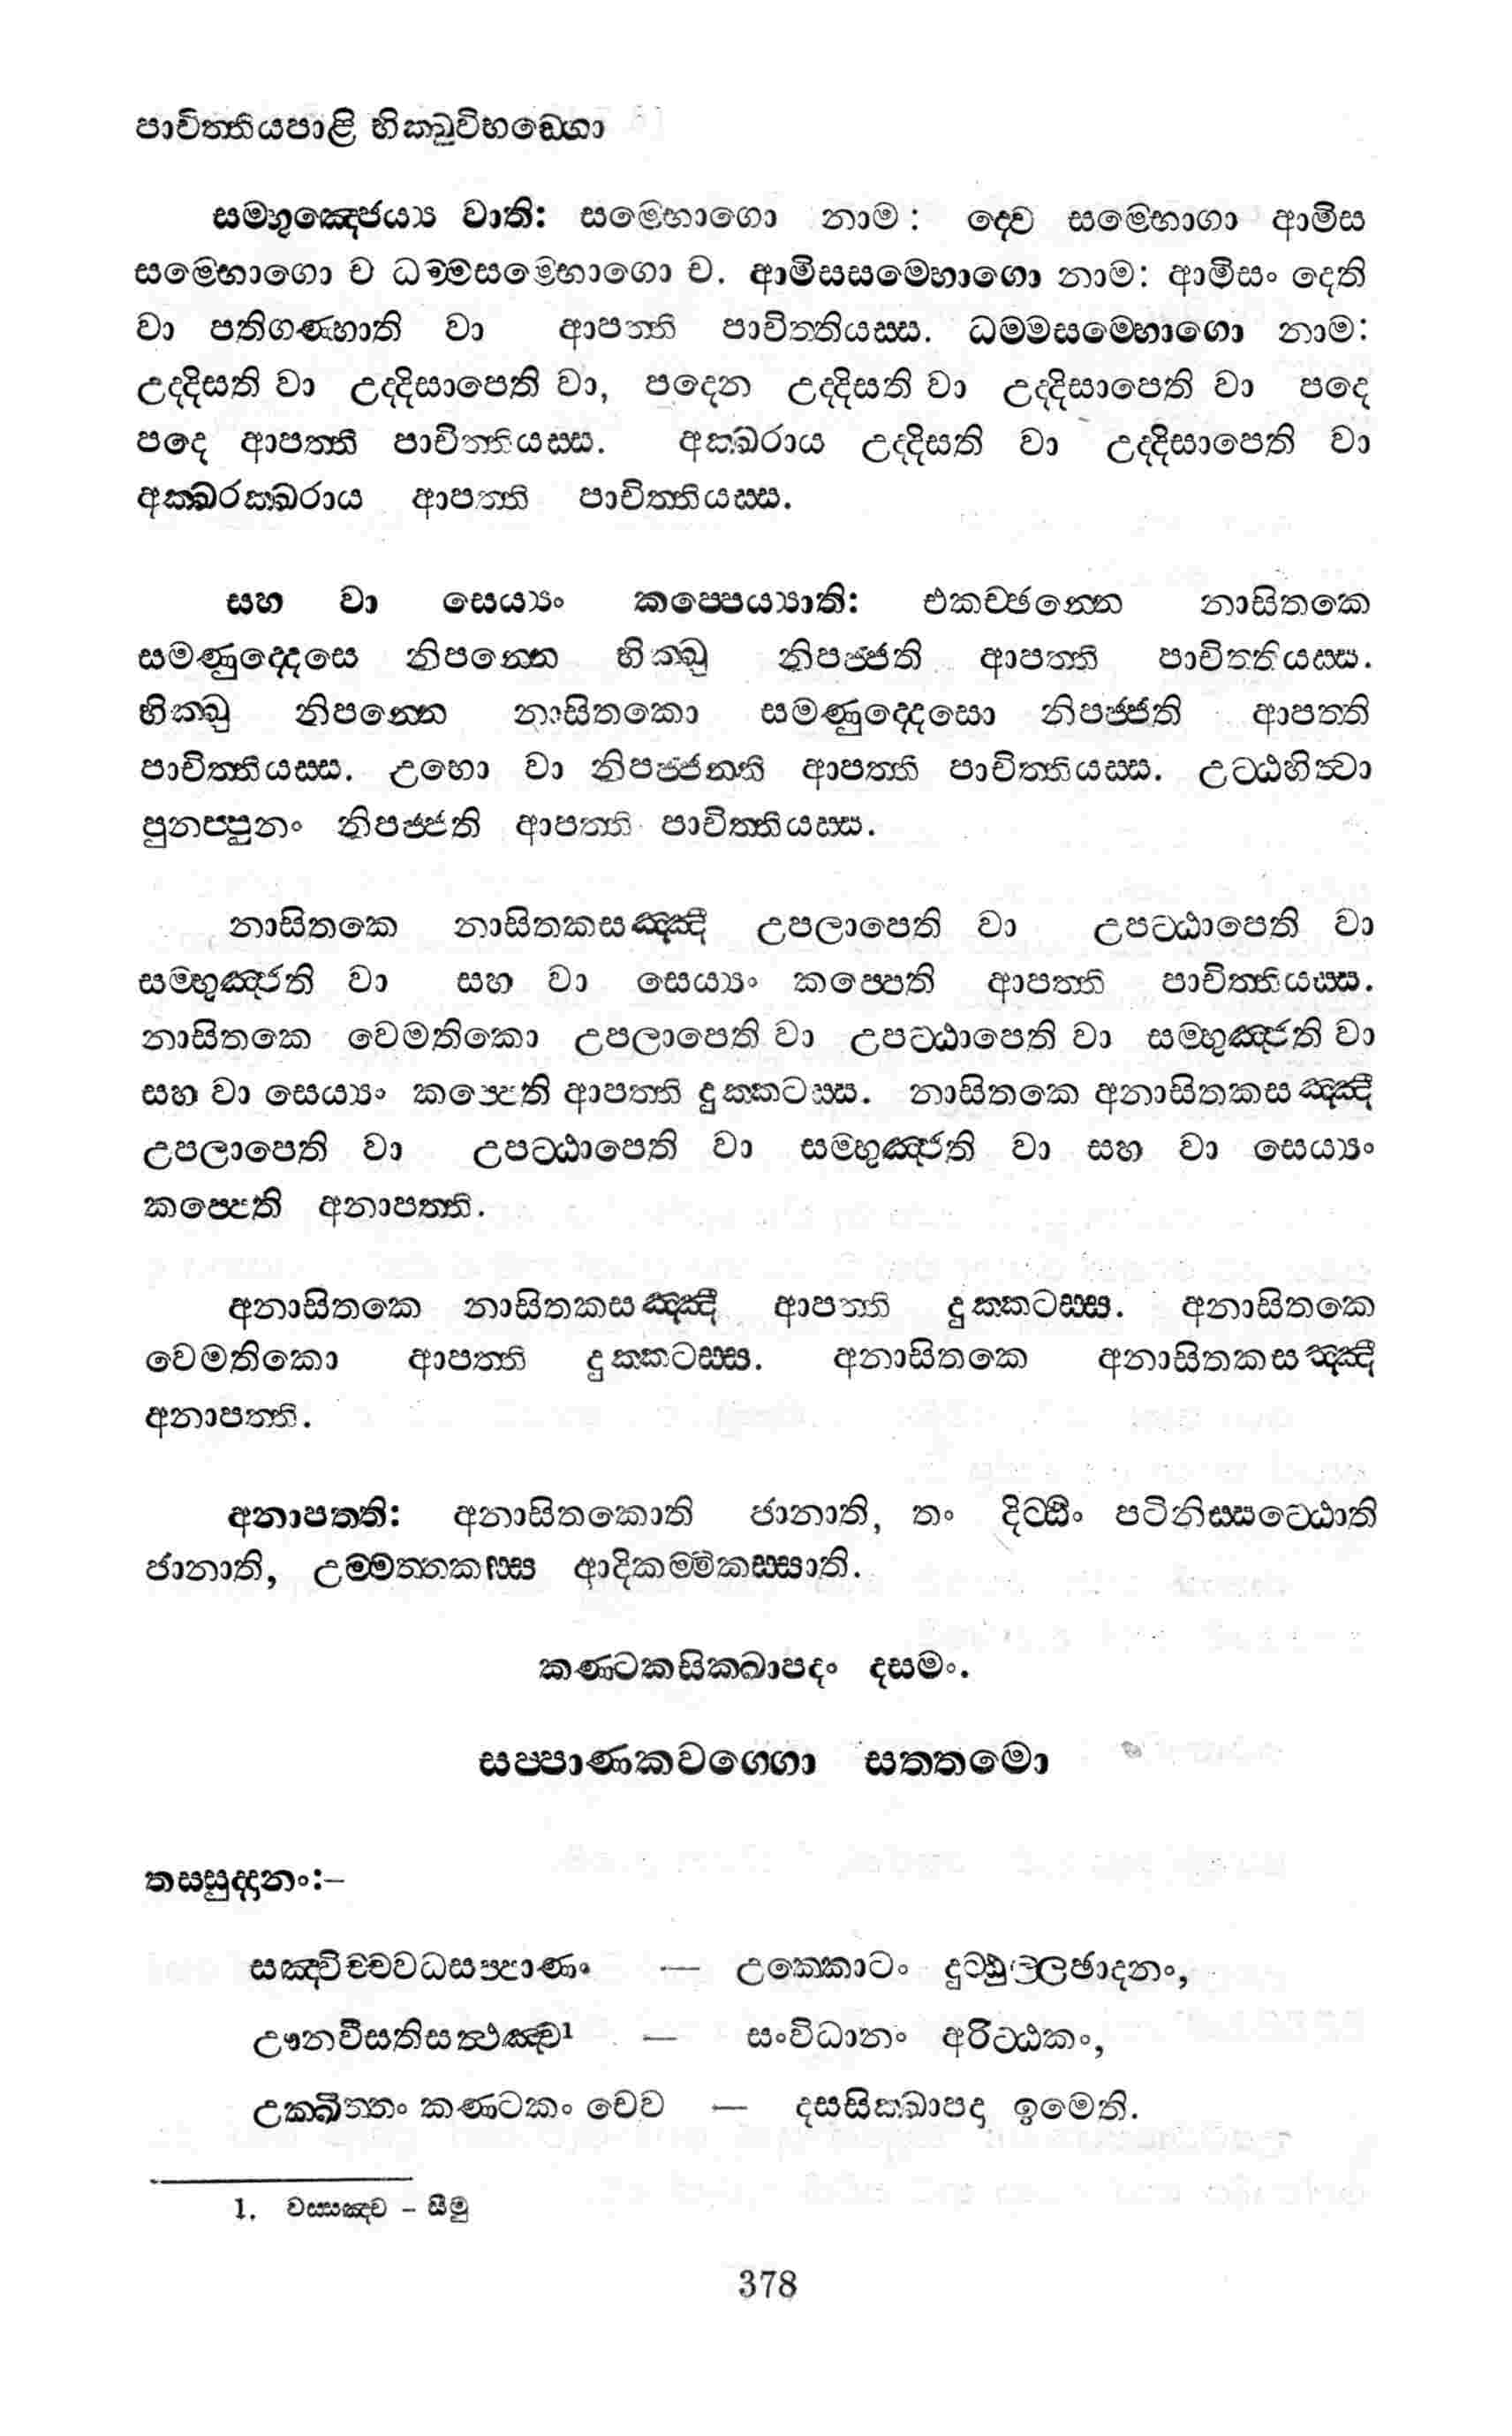 පාචිත්තියපාළි භික්ඛුවිභඞ්ගො
සම්භුඤ්ජෙය්‍ය වාති: සම්භොගො නාම: ද්වෙ සම්භොගා ආමිස
සම්භොගො ච ධම්මසම්භොගො ච. ආමිසසම්භොගො නාම: ආමිසං දෙති
වා පතිගණ්හාති වා ආපත්ති පාචිත්තියස්ස. ධම්මසම්භොගො නාම:
උද්දිසති වා උද්දිසාපෙති වා, පදෙන උද්දිසති වා උද්දිසාපෙති වා පදෙ
පදෙ ආපත්ති පාචිත්තියස්ස. අක්ඛරාය උද්දිසති වා උද්දිසාපෙති වා
අක්ඛරක්ඛරාය ආපත්ති පාචිත්තියස්ස.
සහ වා සෙය්‍යං කප්පෙය්‍යාති: එකච්ඡන්නෙ නාසිතකෙ
සමණුද්දෙසෙ නිපන්නෙ භික්ඛු නිපජ්ජති ආපත්ති පාචිත්තියස්ස.
භික්ඛු නිපන්නෙ නාසිතකො සමණුද්දෙසො නිපජ්ජති ආපත්ති
පාචිත්තියස්ස. උභො වා නිපජ්ජන්ති ආපත්ති පාචිත්තියස්ස. උට්ඨහිත්වා
පුනප්පුනං නිපජ්ජති ආපත්ති පාචිත්තියස්ස.
නාසිතකෙ නාසිතකසඤ්ඤී උපලාපෙති වා උපට්ඨාපෙති වා
සම්භුඤ්ජති වා සහ වා සෙය්‍යං කප්පෙති ආපත්ති පාචිත්තියස්ස.
නාසිතකෙ වෙමතිකො උපලාපෙති වා උපට්ඨාපෙති වා සම්භුඤ්ජති වා
සහ වා සෙය්‍යං කප්පෙති ආපත්ති දුක්කටස්ස. නාසිතකෙ අනාසිතකසඤ්ඤී
උපලාපෙති වා උපට්ඨාපෙති වා සම්භුඤ්ජති වා සහ වා සෙය්‍යං
කප්පෙති අනාපත්ති.
අනාසිතකෙ නාසිතකසඤ්ඤී ආපත්ති දුක්කටස්ස. අනාසිතකෙ
වෙමතිකො ආපත්ති දුක්කටස්ස. අනාසිතකෙ අනාසිතකසඤ්ඤී
අනාපත්ති.
අනාපත්ති: අනාසිතකොති ජානාති, තං දිට්ඨිං පටිනිස්සට්ඨොති
ජානාති, උම්මත්තකස්ස ආදිකම්මිකස්සාති.
කණ්ටකසික්ඛාපදං දසමං.
සප්පාණකවග්ගො සත්තමො
තස්සුද්දානං:–
සඤ්චිච්චවධසප්පාණං — උක්කොටං දුට්ඨුල්ලඡාදනං,
ඌනවීසතිසත්ථඤ්ච¹ — සංවිධානං අරිට්ඨකං,
උක්ඛිත්තං කණ්ටකං චෙව — දසසික්ඛාපදා ඉමෙති.
1. වස්සඤ්ච - සීමු
378